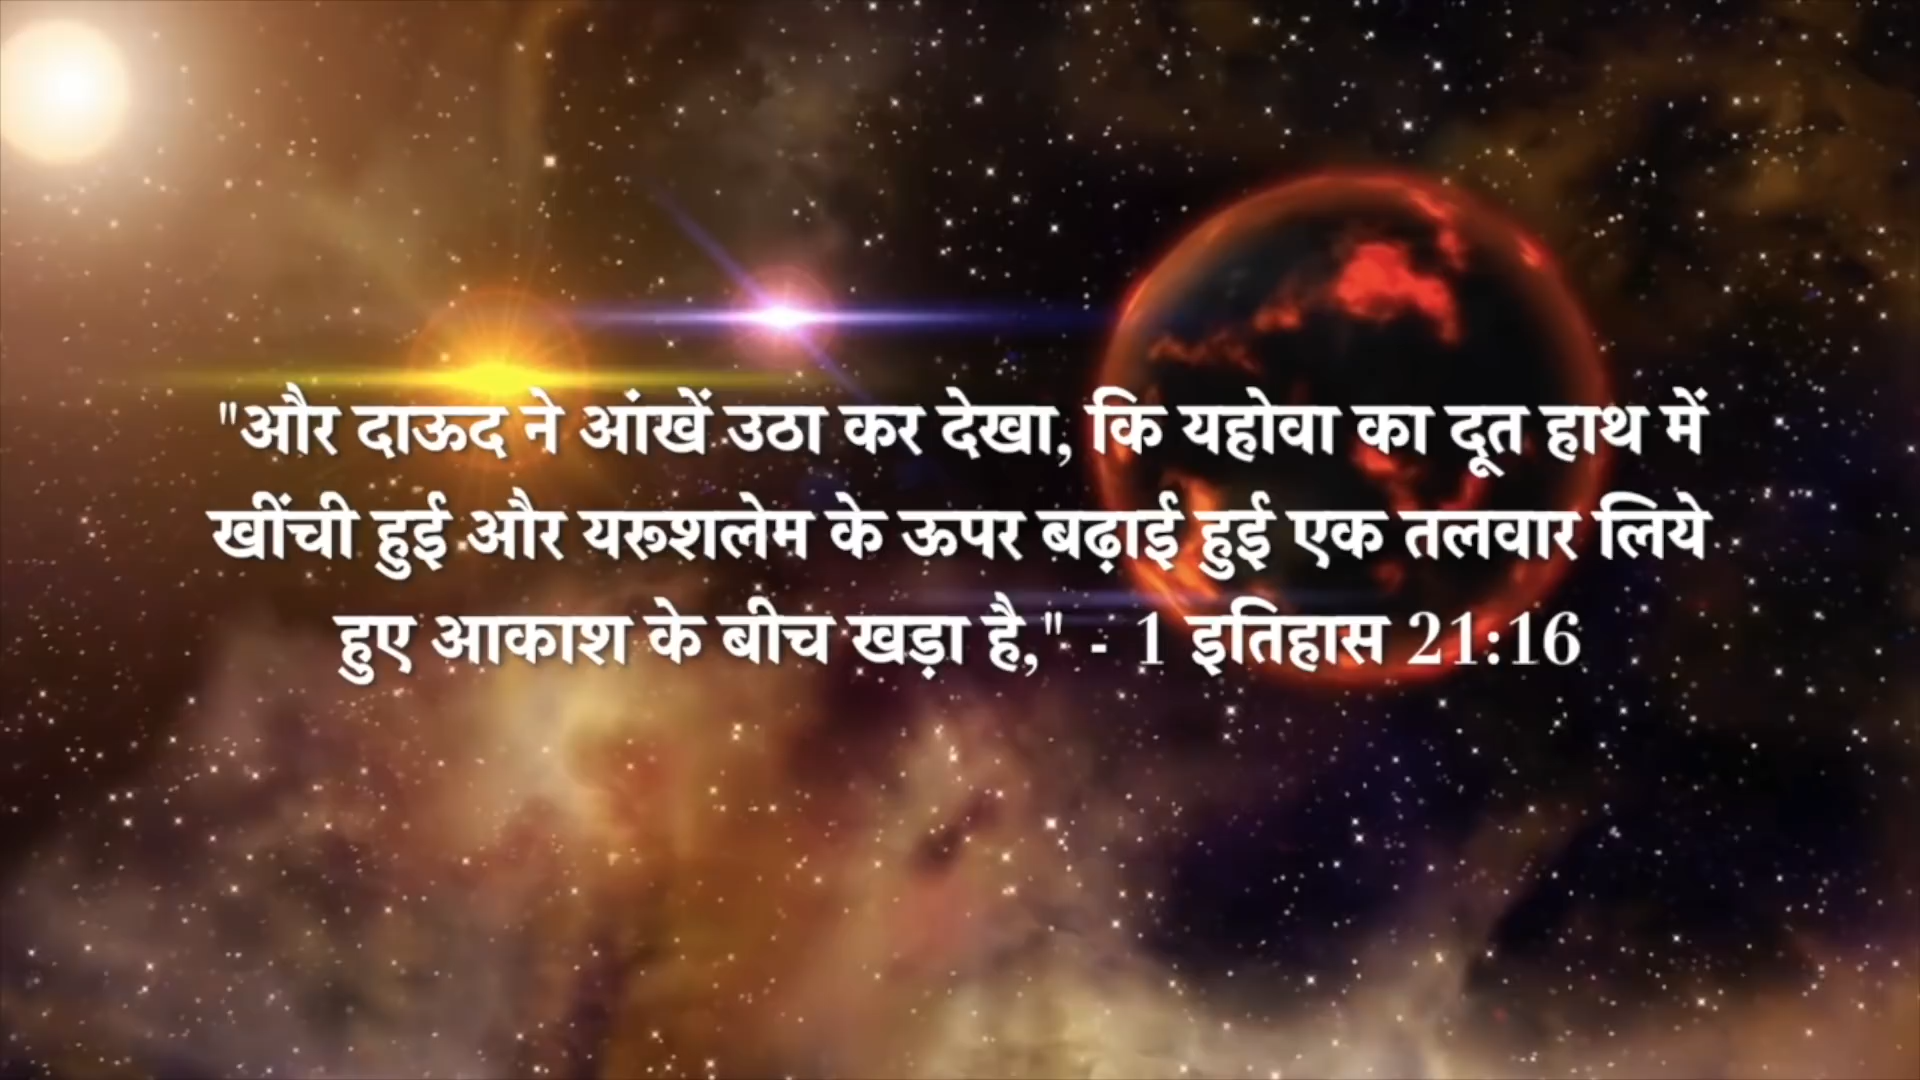 "और दाऊद ने आंखें उठा कर देखा, कि यहोवा का दूत हाथ में
खींची हुई और यरूशलेम के ऊपर बढ़ाई हुई एक तलवार लिये
हुए आकाश के बीच खड़ा है," - 1 इतिहास 21:16